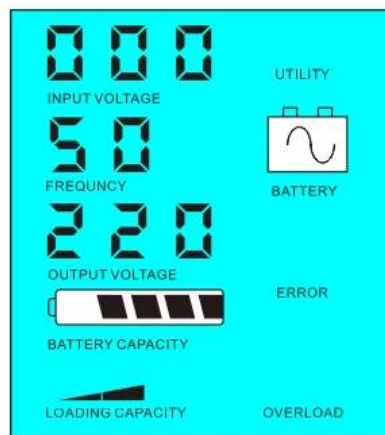 000
UTILITY
INPUT VOLTAGE
50
FREQUNCY
BATTERY
220
OUTPUT VOLTAGE
ERROR
BATTERY CAPACITY
LOADING CAPACITY
OVERLOAD